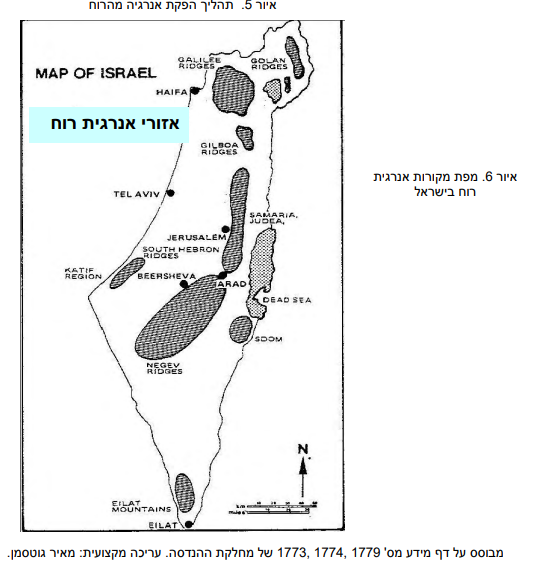 איור 5. תהליך הפקת אנרגיה מהרוח
MAP OF ISRAEL
GALILEE
RIDGES
GOLAN
RIDGES
HAIFA
אזורי אנרגית רוח
GILBOA
RIDGES
איור 6. מפת מקורות אנרגית
רוח בישראל
TEL AVIV
SAMARIA,
JUDEA,
JERUSALEM
SOUTH HEBRON
RIDGES
KATIF
REGION
BEERSHEVA
ARAD
DEAD SEA
SDOM
NEGEV
RIDGES
N
EILAT
MOUNTAINS
EILAT
מבוסס על דף מידע מס' 1779 ,1774 ,1773 של מחלקת ההנדסה. עריכה מקצועית: מאיר גוטסמן.